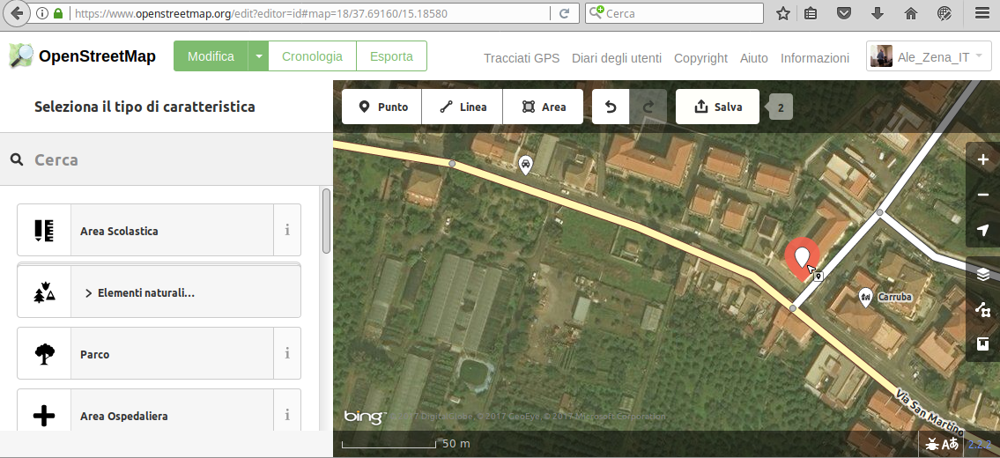 https://www.openstreetmap.org/edit?editor=id#map=18/37.69160/15.18580
Cerca
OpenStreetMap
Modifica
Cronologia
Esporta
Tracciati GPS
Diari degli utenti
Copyright
Aiuto
Informazioni
Ale_Zena_IT
Seleziona il tipo di caratteristica
Punto
Linea
Area
Salva
2
Cerca
Area Scolastica
i
Elementi naturali...
Parco
i
Area Ospedaliera
i
Carruba
Via San Martino
bing
© 2017 DigitalGlobe, © 2017 GeoEye, © 2017 Microsoft Corporation
50 m
2.2.2